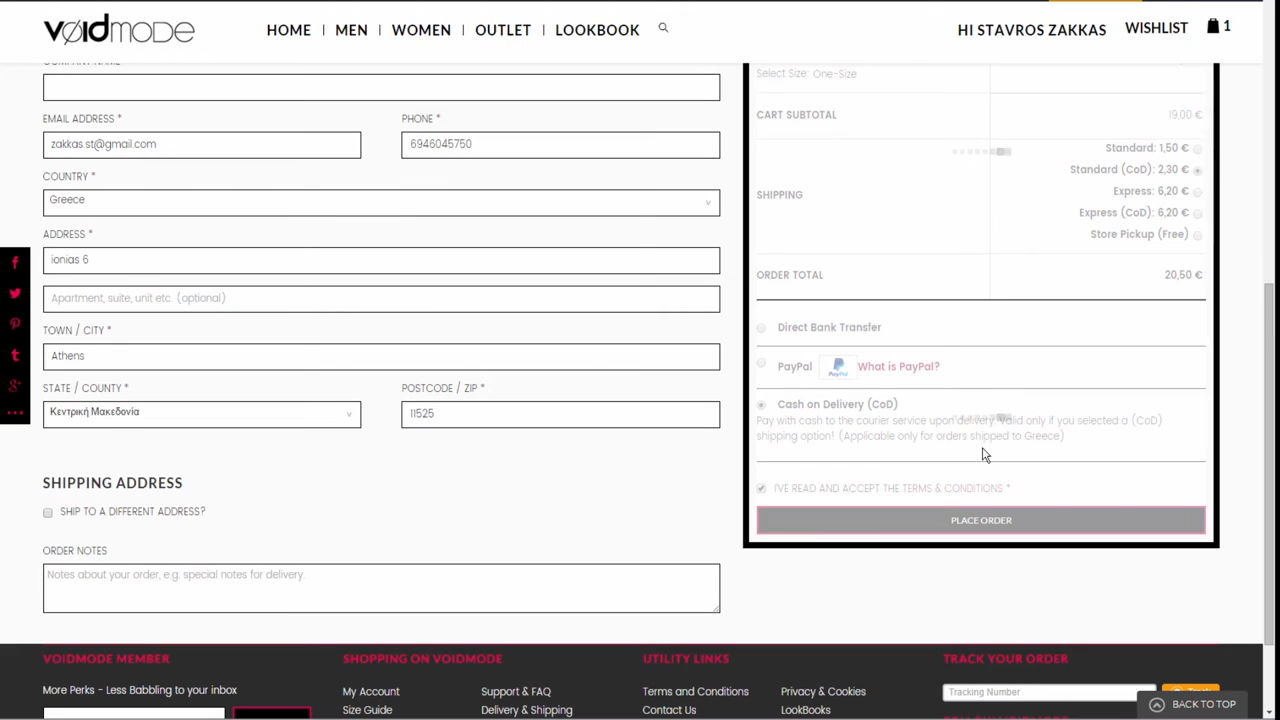 vøidmode
HOME | MEN | WOMEN | OUTLET | LOOKBOOK
HI STAVROS ZAKKAS
WISHLIST
1
COMPANY NAME
EMAIL ADDRESS *
PHONE *
zakkas.st@gmail.com
6946045750
COUNTRY *
Greece
ADDRESS *
ionias 6
Apartment, suite, unit etc. (optional)
TOWN / CITY *
Athens
STATE / COUNTY *
POSTCODE / ZIP *
Κεντρική Μακεδονία
11525
SHIPPING ADDRESS
SHIP TO A DIFFERENT ADDRESS?
ORDER NOTES
Notes about your order, e.g. special notes for delivery.
Select Size: One-Size
CART SUBTOTAL
19,00 €
SHIPPING
Standard: 1,50 €
Standard (CoD): 2,30 €
Express: 6,20 €
Express (CoD): 6,20 €
Store Pickup (Free)
ORDER TOTAL
20,50 €
Direct Bank Transfer
PayPal
PayPal
What is PayPal?
Cash on Delivery (CoD)
Pay with cash to the courier service upon delivery. Valid only if you selected a (CoD)
shipping option! (Applicable only for orders shipped to Greece)
I'VE READ AND ACCEPT THE TERMS & CONDITIONS *
PLACE ORDER
VOIDMODE MEMBER
More Perks - Less Babbling to your inbox
SHOPPING ON VOIDMODE
My Account
Support & FAQ
Size Guide
Delivery & Shipping
UTILITY LINKS
Terms and Conditions
Privacy & Cookies
Contact Us
LookBooks
TRACK YOUR ORDER
Tracking Number
Track
BACK TO TOP